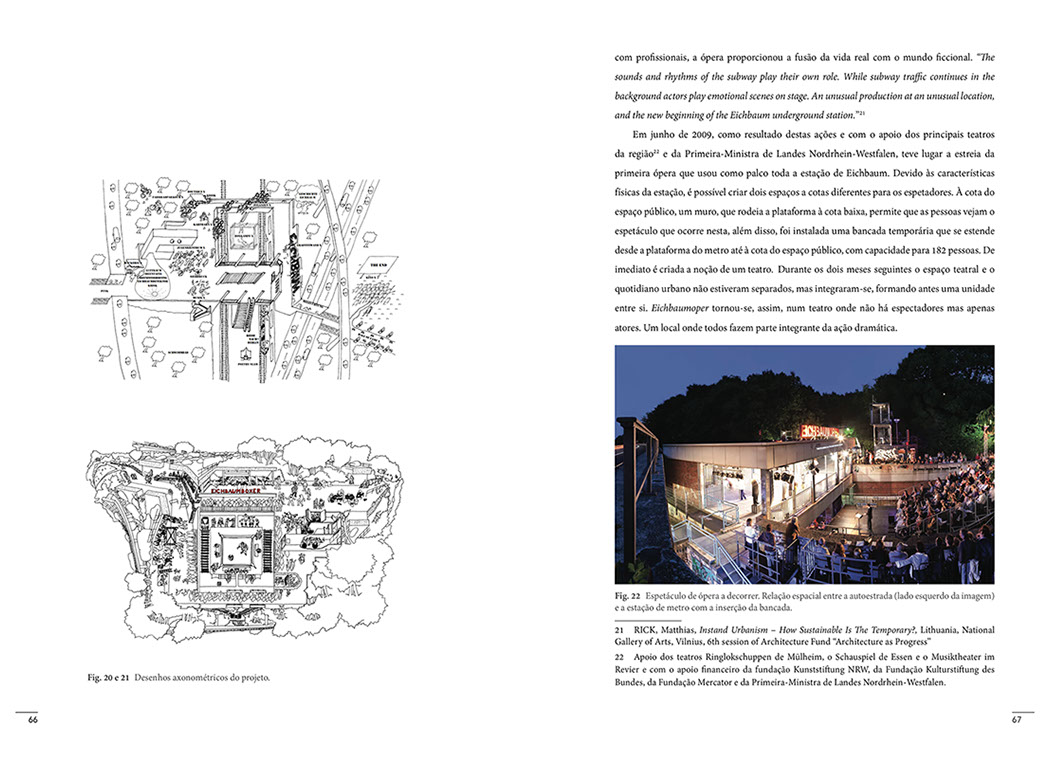 THE END
EICHBAUMBOXER
Fig. 20 e 21 Desenhos axonométricos do projeto.
66
com profissionais, a ópera proporcionou a fusão da vida real com o mundo ficcional. “The
sounds and rhythms of the subway play their own role. While subway traffic continues in the
background actors play emotional scenes on stage. An unusual production at an unusual location,
and the new beginning of the Eichbaum underground station.”21
Em junho de 2009, como resultado destas ações e com o apoio dos principais teatros
da região22 e da Primeira-Ministra de Landes Nordrhein-Westfalen, teve lugar a estreia da
primeira ópera que usou como palco toda a estação de Eichbaum. Devido às características
físicas da estação, é possível criar dois espaços a cotas diferentes para os espetadores. À cota do
espaço público, um muro, que rodeia a plataforma à cota baixa, permite que as pessoas vejam o
espetáculo que ocorre nesta, além disso, foi instalada uma bancada temporária que se estende
desde a plataforma do metro até à cota do espaço público, com capacidade para 182 pessoas. De
imediato é criada a noção de um teatro. Durante os dois meses seguintes o espaço teatral e o
quotidiano urbano não estiveram separados, mas integraram-se, formando antes uma unidade
entre si. Eichbaumoper tornou-se, assim, num teatro onde não há espectadores mas apenas
atores. Um local onde todos fazem parte integrante da ação dramática.
Fig. 22 Espetáculo de ópera a decorrer. Relação espacial entre a autoestrada (lado esquerdo da imagem)
e a estação de metro com a inserção da bancada.
21 RICK, Matthias, Instand Urbanism – How Sustainable Is The Temporary?, Lithuania, National
Gallery of Arts, Vilnius, 6th session of Architecture Fund “Architecture as Progress”
22 Apoio dos teatros Ringlokschuppen de Mülheim, o Schauspiel de Essen e o Musiktheater im
Revier e com o apoio financeiro da fundação Kunststiftung NRW, da Fundação Kulturstiftung des
Bundes, da Fundação Mercator e da Primeira-Ministra de Landes Nordrhein-Westfalen.
67